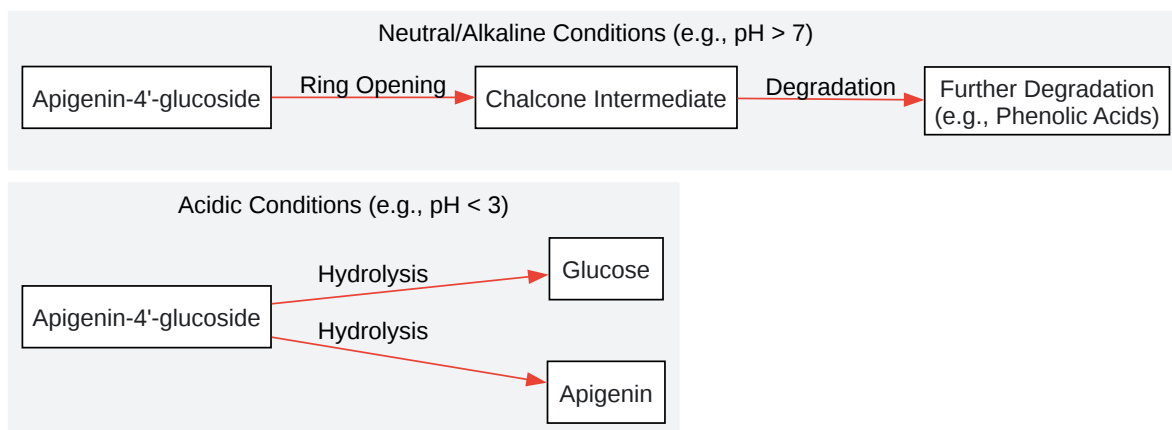 Neutral/Alkaline Conditions (e.g., pH > 7)
Apigenin-4'-glucoside
Ring Opening
Chalcone Intermediate
Degradation
Further Degradation
(e.g., Phenolic Acids)
Acidic Conditions (e.g., pH < 3)
Apigenin-4'-glucoside
Hydrolysis
Glucose
Hydrolysis
Apigenin